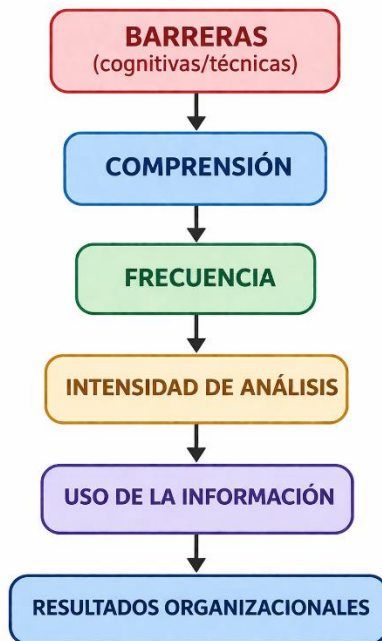 BARRERAS
(cognitivas/técnicas)
COMPRENSIÓN
FRECUENCIA
INTENSIDAD DE ANÁLISIS
USO DE LA INFORMACIÓN
RESULTADOS ORGANIZACIONALES